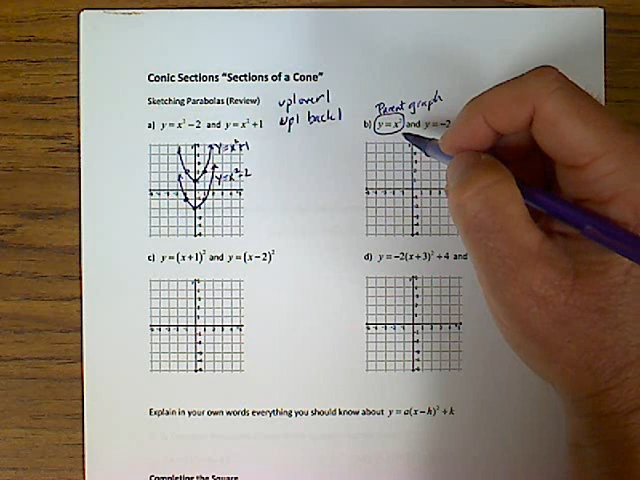 Conic Sections "Sections of a Cone"
Sketching Parabolas (Review)
up 1 over 1
up 1 back 1
Parent graph
a) y = x² − 2 and y = x² + 1
b) y = x² and y = −2
y=x²+1
y=x²-2
c) y = (x + 1)² and y = (x − 2)²
d) y = −2(x + 3)² + 4 and
Explain in your own words everything you should know about y = a(x − h)² + k
Completing the Square